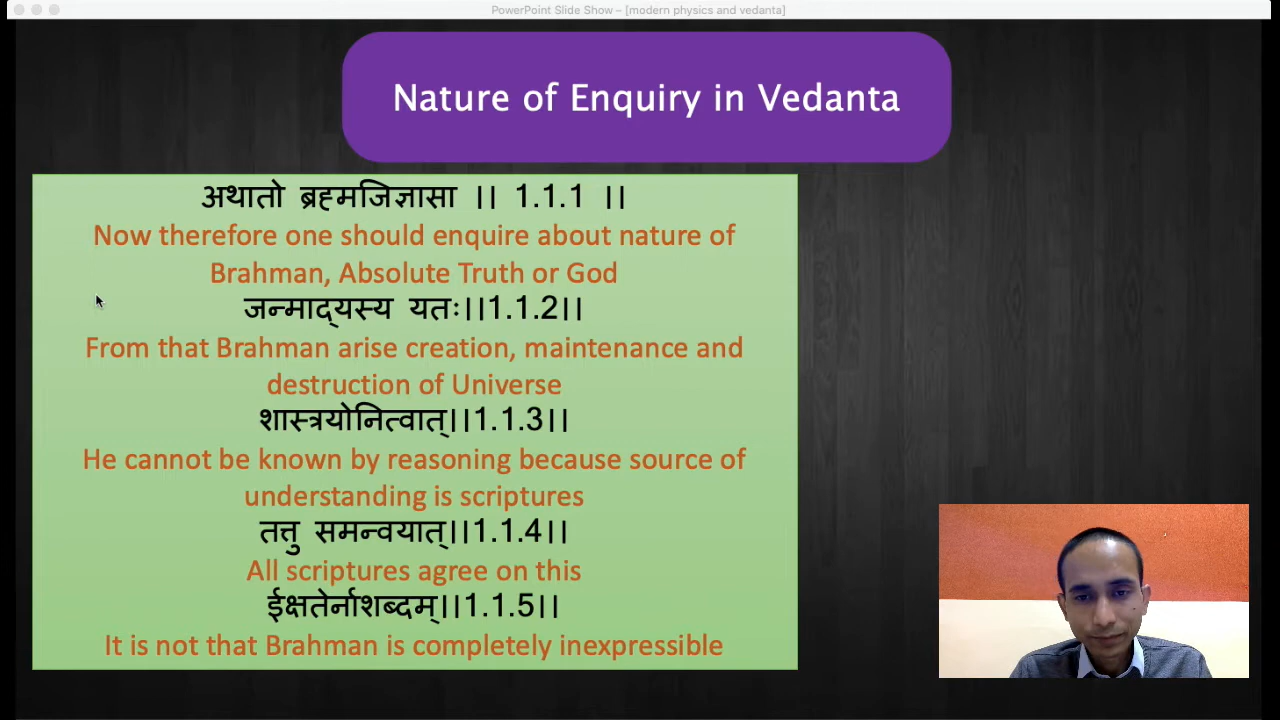 PowerPoint Slide Show – [modern physics and vedanta]
Nature of Enquiry in Vedanta
अथातो ब्रह्मजिज्ञासा ।। 1.1.1 ।।
Now therefore one should enquire about nature of
Brahman, Absolute Truth or God
जन्माद्यस्य यतः।।1.1.2।।
From that Brahman arise creation, maintenance and
destruction of Universe
शास्त्रयोनित्वात्।।1.1.3।।
He cannot be known by reasoning because source of
understanding is scriptures
तत्तु समन्वयात्।।1.1.4।।
All scriptures agree on this
ईक्षतेर्नाशब्दम्।।1.1.5।।
It is not that Brahman is completely inexpressible